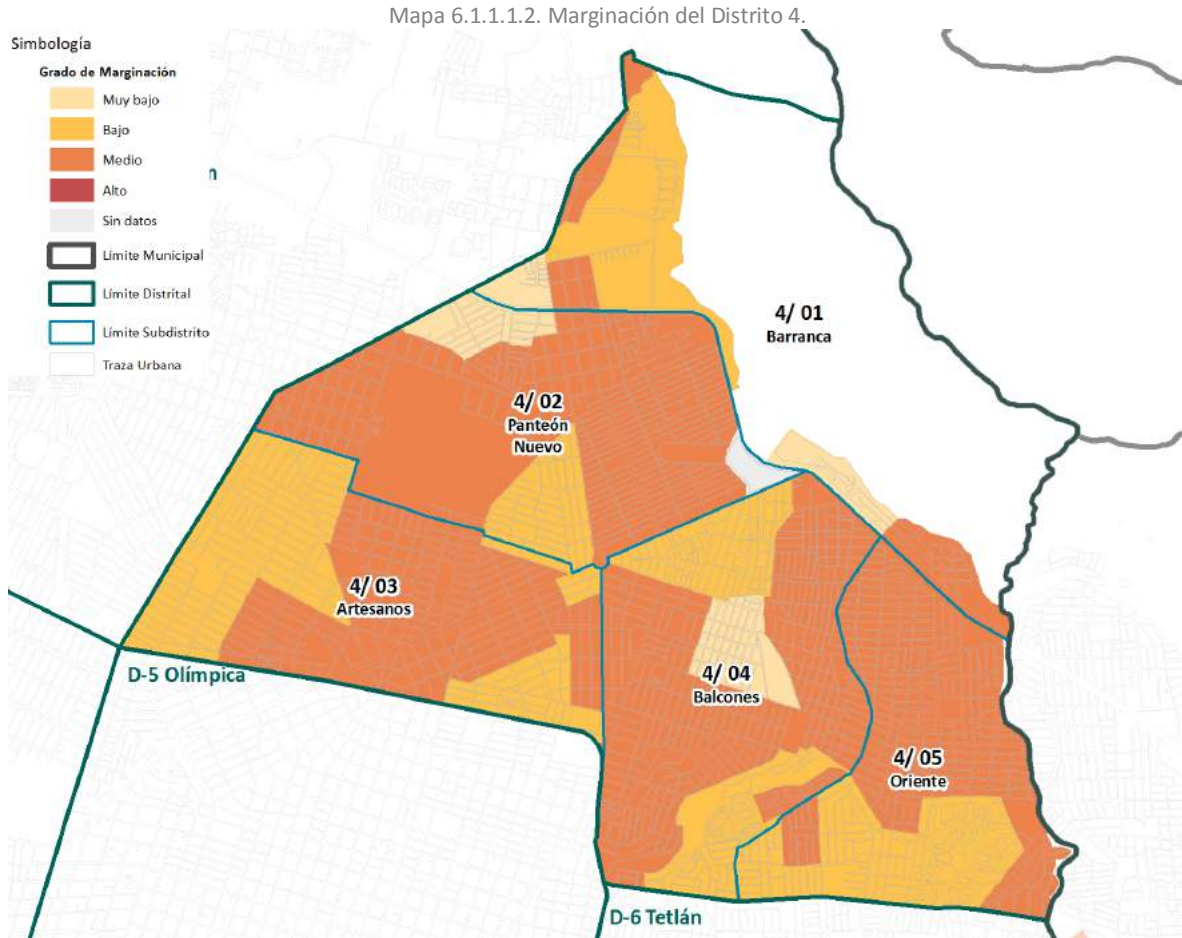 Mapa 6.1.1.1.2. Marginación del Distrito 4.
Simbología
Grado de Marginación
Muy bajo
Bajo
Medio
Alto
Sin datos
Límite Municipal
Límite Distrital
Límite Subdistrito
Traza Urbana
n
4/ 01
Barranca
4/ 02
Panteón
Nuevo
4/ 03
Artesanos
D-5 Olímpica
4/ 04
Balcones
4/ 05
Oriente
D-6 Tetlán